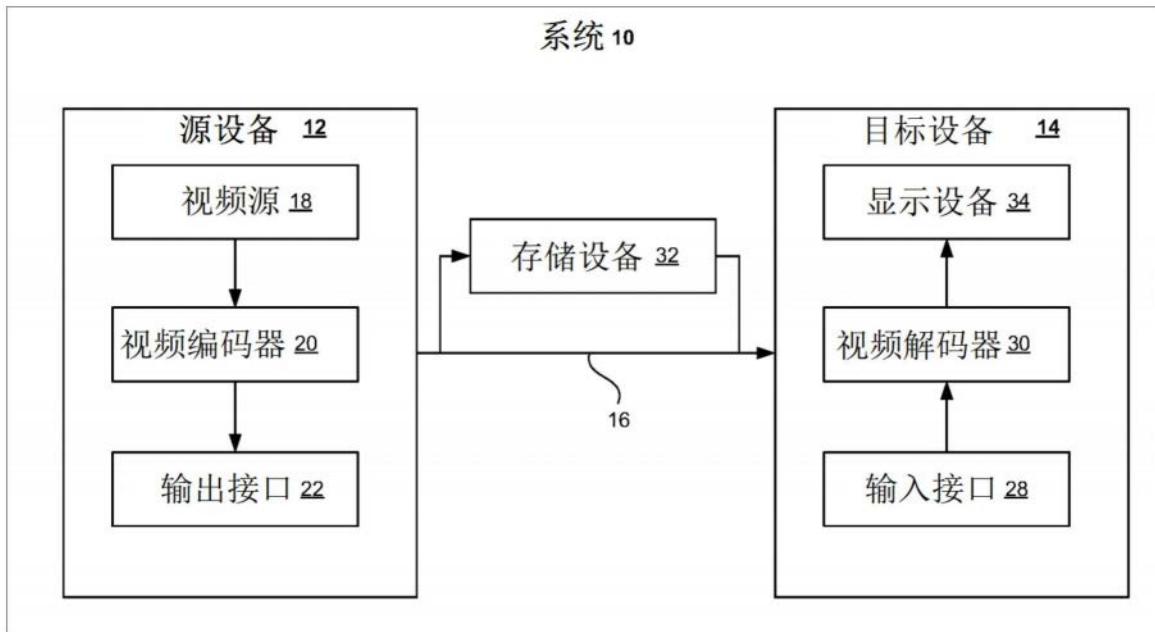 系统 10
源设备 12
视频源 18
视频编码器 20
输出接口 22
存储设备 32
16
目标设备 14
显示设备 34
视频解码器 30
输入接口 28